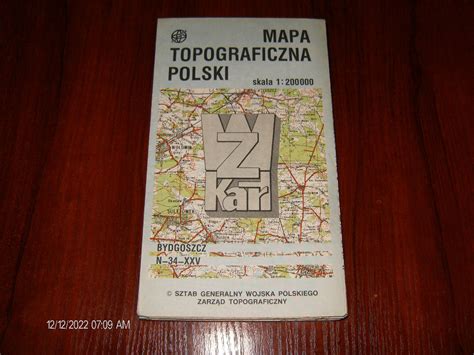 MAPA
TOPOGRAFICZNA
POLSKI
skala 1:200000
WZKart
BYDGOSZCZ
N-34-XXV
© SZTAB GENERALNY WOJSKA POLSKIEGO
ZARZĄD TOPOGRAFICZNY
12/12/2022 07:09 AM